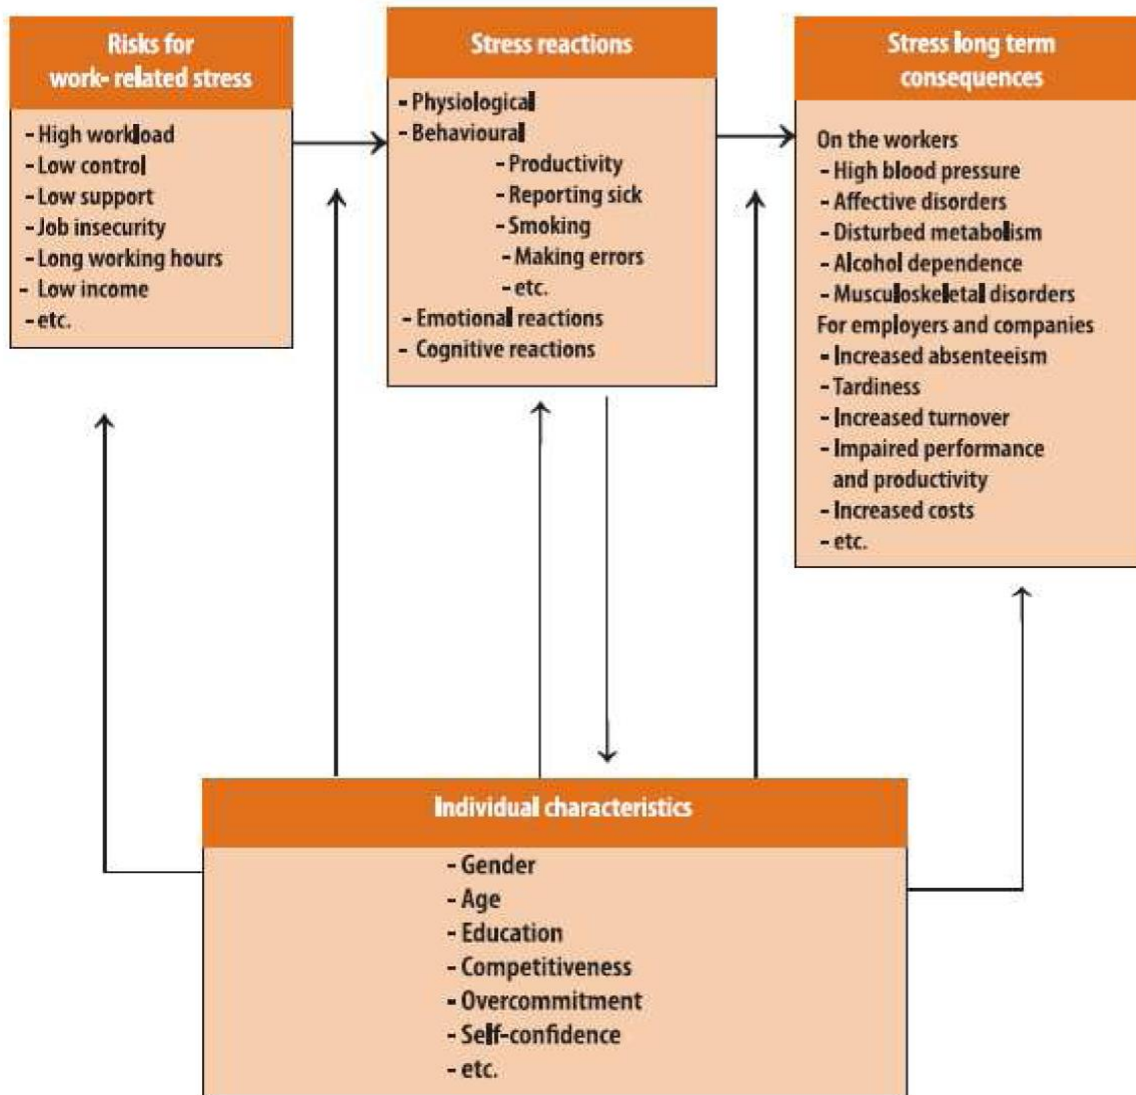 Risks for
work- related stress
- High workload
- Low control
- Low support
- Job insecurity
- Long working hours
- Low income
- etc.
Stress reactions
- Physiological
- Behavioural
- Productivity
- Reporting sick
- Smoking
- Making errors
- etc.
- Emotional reactions
- Cognitive reactions
Stress long term
consequences
On the workers
- High blood pressure
- Affective disorders
- Disturbed metabolism
- Alcohol dependence
- Musculoskeletal disorders
For employers and companies
- Increased absenteeism
- Tardiness
- Increased turnover
- Impaired performance
and productivity
- Increased costs
- etc.
Individual characteristics
- Gender
- Age
- Education
- Competitiveness
- Overcommitment
- Self-confidence
- etc.